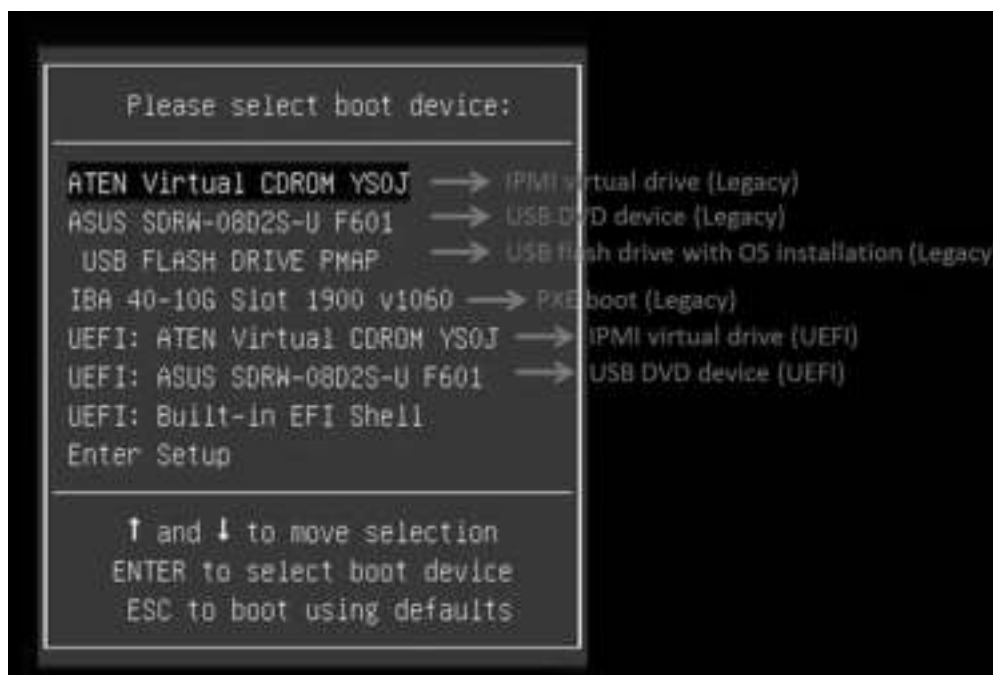 Please select boot device:
ATEN Virtual CDROM YS0J → IPMI virtual drive (Legacy)
ASUS SDRW-08D2S-U F601 → USB DVD device (Legacy)
USB FLASH DRIVE PMAP → USB flash drive with OS installation (Legacy
IBA 40-10G Slot 1900 v1060 → PXE boot (Legacy)
UEFI: ATEN Virtual CDROM YS0J → IPMI virtual drive (UEFI)
UEFI: ASUS SDRW-08D2S-U F601 → USB DVD device (UEFI)
UEFI: Built-in EFI Shell
Enter Setup
↑ and ↓ to move selection
ENTER to select boot device
ESC to boot using defaults